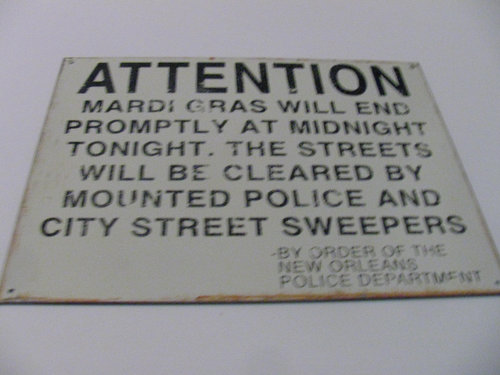 ATTENTION
MARDI GRAS WILL END
PROMPTLY AT MIDNIGHT
TONIGHT. THE STREETS
WILL BE CLEARED BY
MOUNTED POLICE AND
CITY STREET SWEEPERS
-BY ORDER OF THE
NEW ORLEANS
POLICE DEPARTMENT